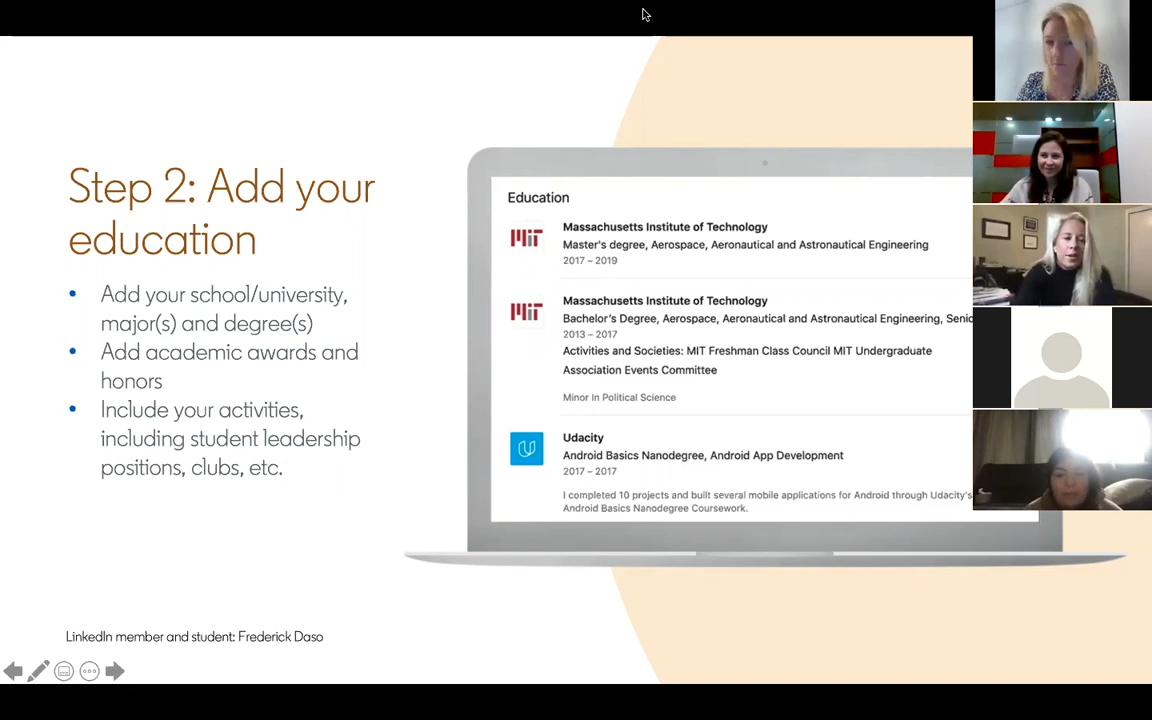 Step 2: Add your
education
• Add your school/university,
major(s) and degree(s)
• Add academic awards and
honors
• Include your activities,
including student leadership
positions, clubs, etc.
LinkedIn member and student: Frederick Daso
Education
MiT
Massachusetts Institute of Technology
Master's degree, Aerospace, Aeronautical and Astronautical Engineering
2017 – 2019
MiT
Massachusetts Institute of Technology
Bachelor's Degree, Aerospace, Aeronautical and Astronautical Engineering, Senio
2013 – 2017
Activities and Societies: MIT Freshman Class Council MIT Undergraduate
Association Events Committee
Minor In Political Science
Udacity
Android Basics Nanodegree, Android App Development
2017 – 2017
I completed 10 projects and built several mobile applications for Android through Udacity's
Android Basics Nanodegree Coursework.